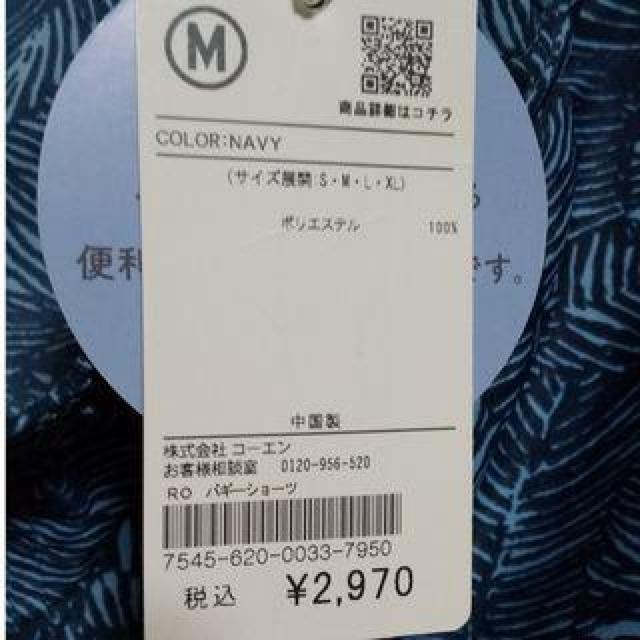 M
商品詳細はコチラ
COLOR:NAVY
(サイズ展開:S・M・L・XL)
ポリエステル 100%
便利 です。
中国製
株式会社 コーエン
お客様相談室 0120-956-520
RO バギーショーツ
7545-620-0033-7950
税込 ¥2,970